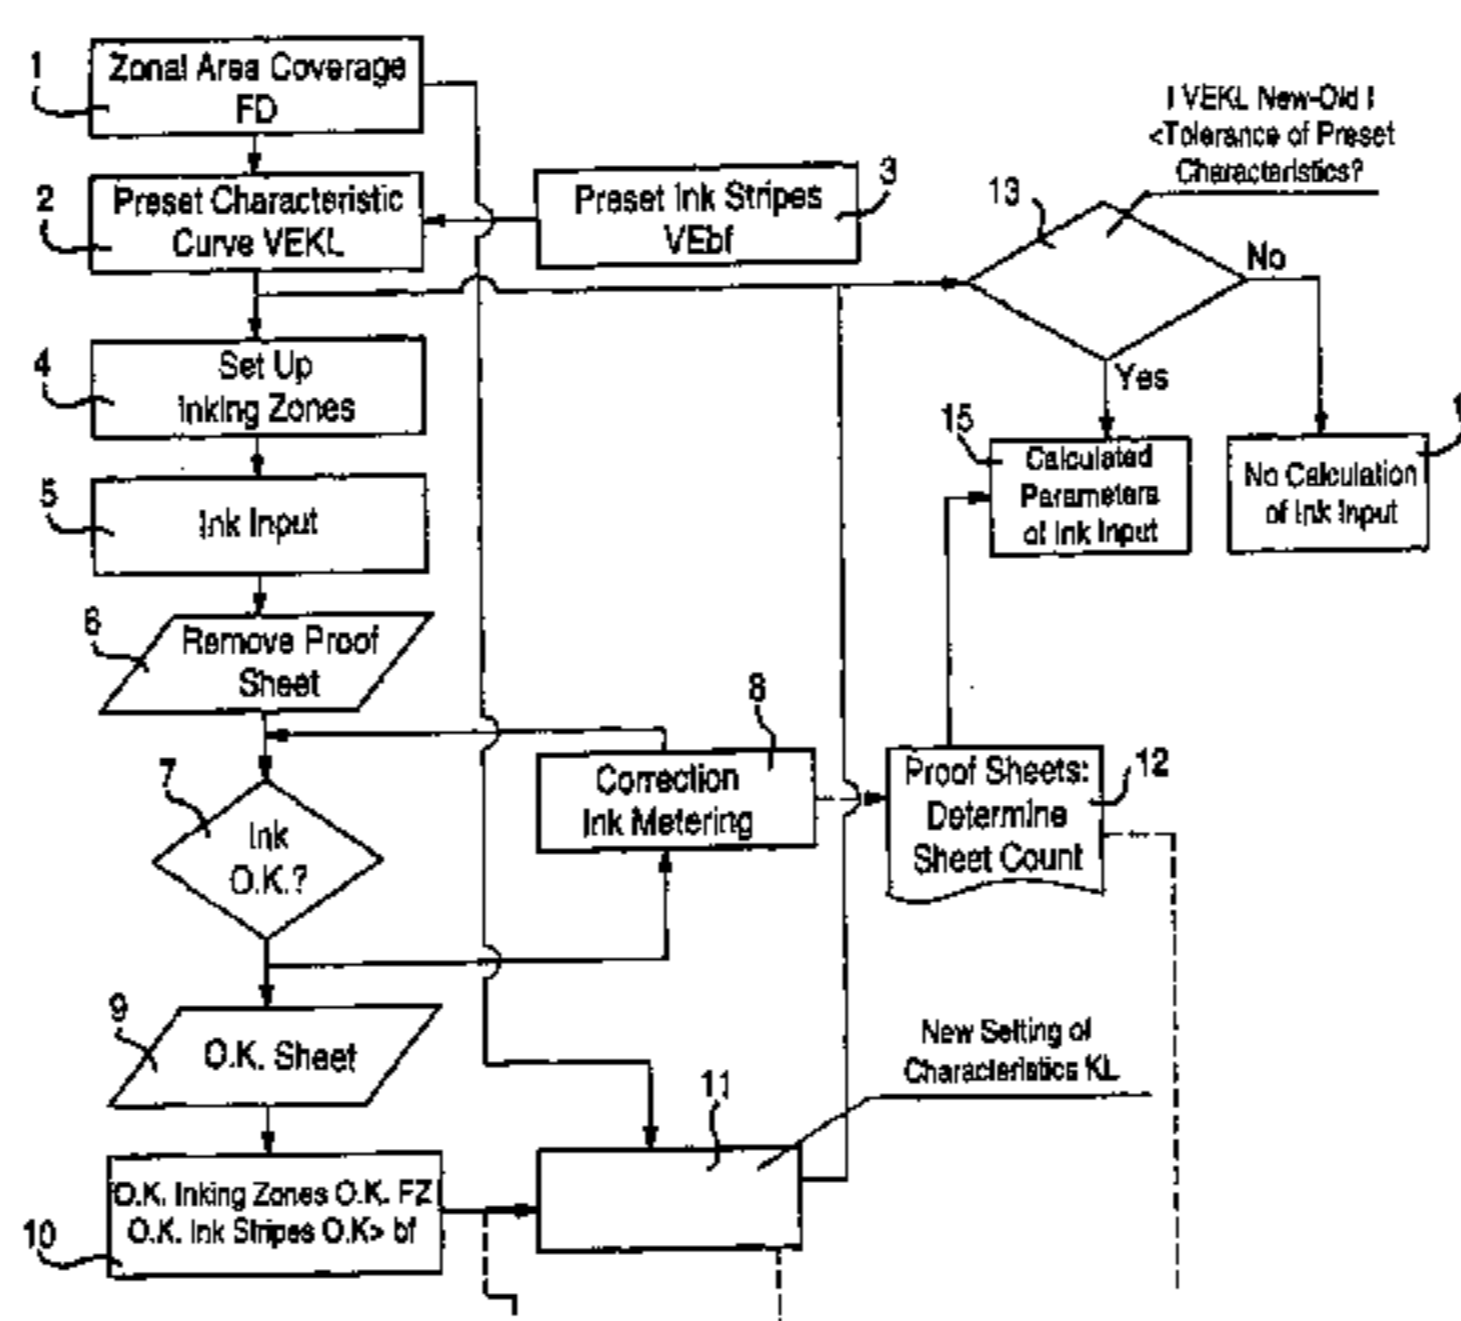 1
Zonal Area Coverage
FD
2
Preset Characteristic
Curve VEKL
Preset Ink Stripes
VEbf
3
| VEKL New-Old |
<Tolerance of Preset
Characteristics?
13
No
Yes
4
Set Up
Inking Zones
15
Calculated
Parameters
of Ink Input
No Calculation
of Ink Input
5
Ink Input
6
Remove Proof
Sheet
8
Correction
Ink Metering
Proof Sheets:
Determine
Sheet Count
12
7
Ink
O.K.?
9
O.K. Sheet
New Setting of
Characteristics KL
11
10
O.K. Inking Zones O.K. FZ
O.K. Ink Stripes O.K> bf